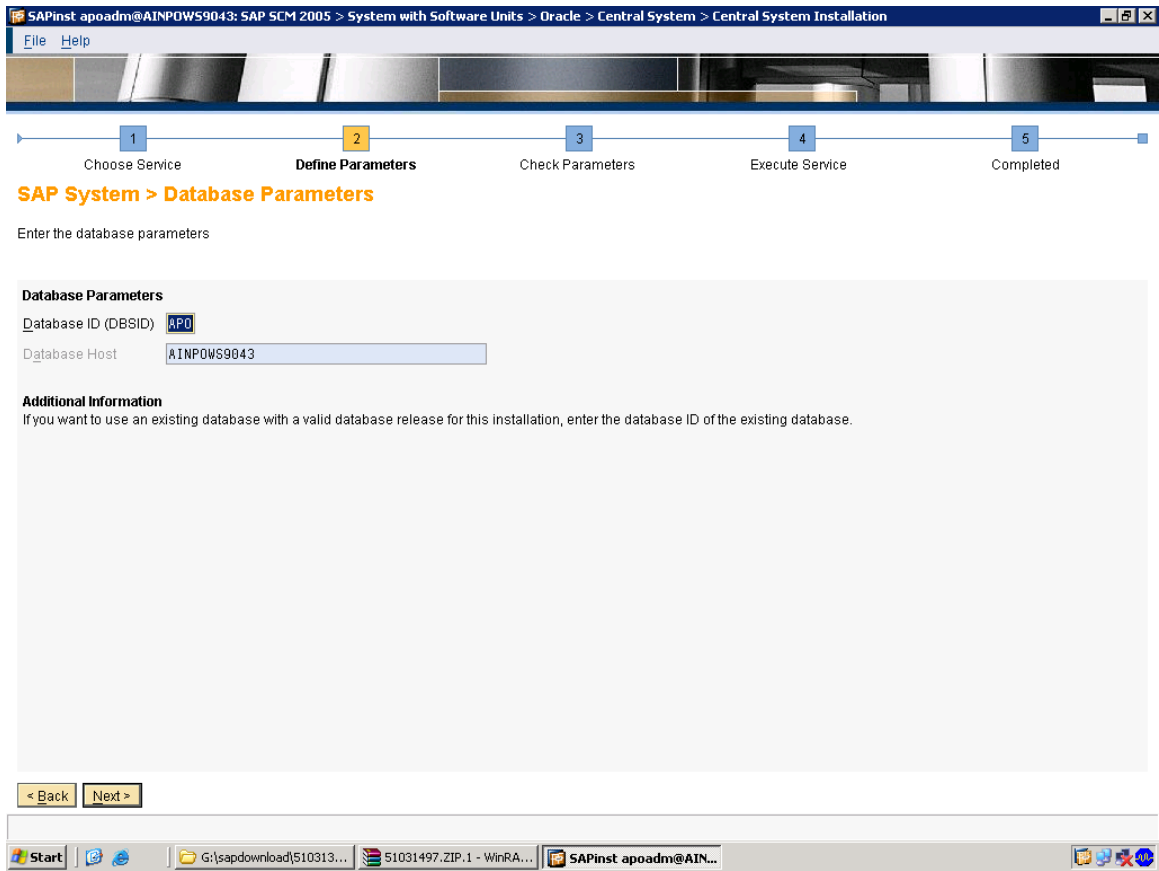 SAPinst apoadm@AINPOWS9043: SAP SCM 2005 > System with Software Units > Oracle > Central System > Central System Installation
File Help
1 2 3 4 5
Choose Service Define Parameters Check Parameters Execute Service Completed
SAP System > Database Parameters
Enter the database parameters
Database Parameters
Database ID (DBSID) APO
Database Host AINPOWS9043
Additional Information
If you want to use an existing database with a valid database release for this installation, enter the database ID of the existing database.
< Back Next >
Start G:\sapdownload\510313... 51031497.ZIP.1 - WinRA... SAPinst apoadm@AIN...